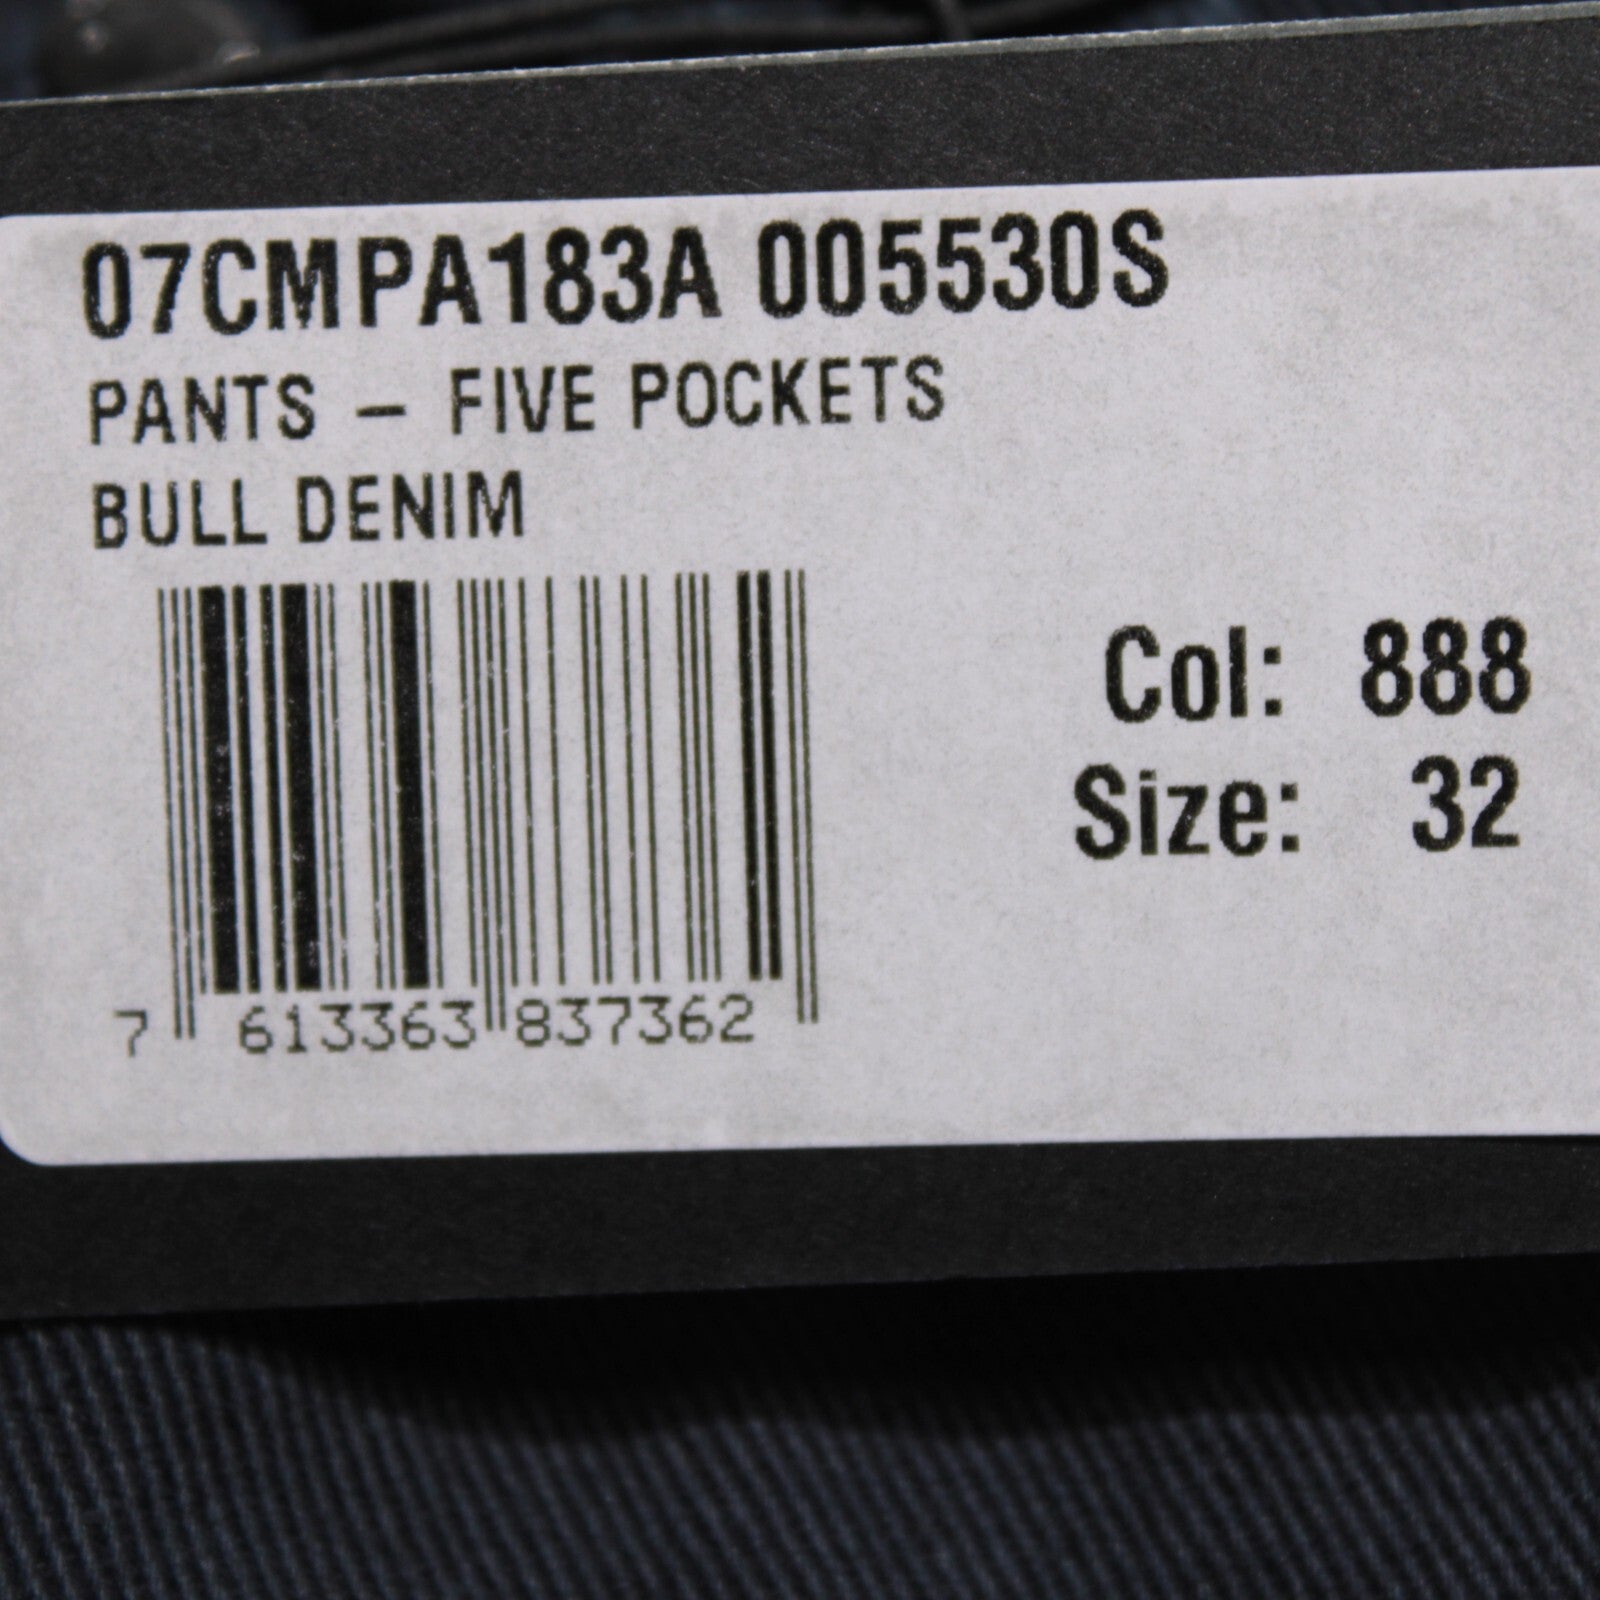 07CMPA183A 005530S
PANTS – FIVE POCKETS
BULL DENIM
Col: 888
Size: 32
7 613363 837362